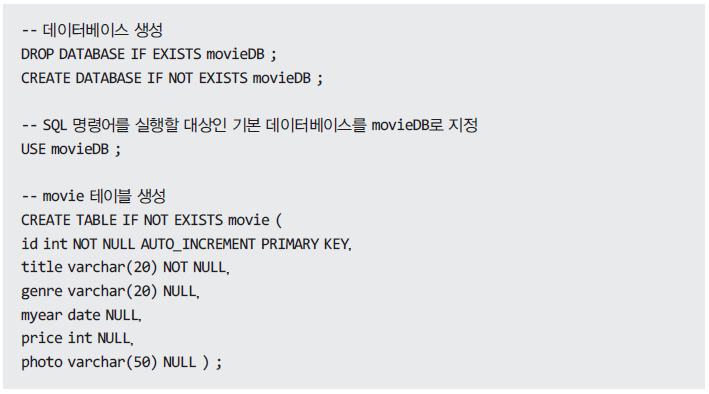 -- 데이터베이스 생성
DROP DATABASE IF EXISTS movieDB ;
CREATE DATABASE IF NOT EXISTS movieDB ;
-- SQL 명령어를 실행할 대상인 기본 데이터베이스를 movieDB로 지정
USE movieDB ;
-- movie 테이블 생성
CREATE TABLE IF NOT EXISTS movie (
id int NOT NULL AUTO_INCREMENT PRIMARY KEY,
title varchar(20) NOT NULL,
genre varchar(20) NULL,
myear date NULL,
price int NULL,
photo varchar(50) NULL ) ;